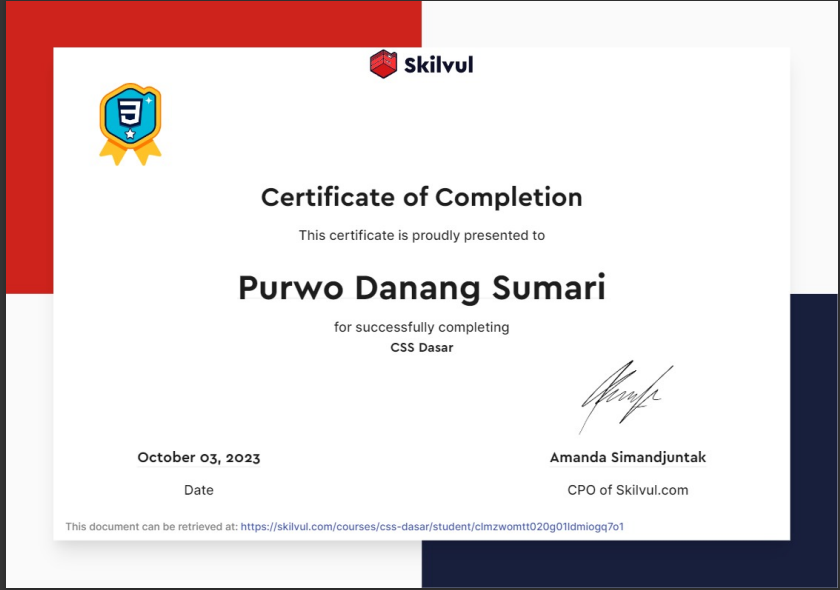 Skilvul
Certificate of Completion
This certificate is proudly presented to
Purwo Danang Sumari
for successfully completing
CSS Dasar
October 03, 2023
Amanda Simandjuntak
Date
CPO of Skilvul.com
This document can be retrieved at: https://skilvul.com/courses/css-dasar/student/clmzwomtt020g01ldmiogq7o1